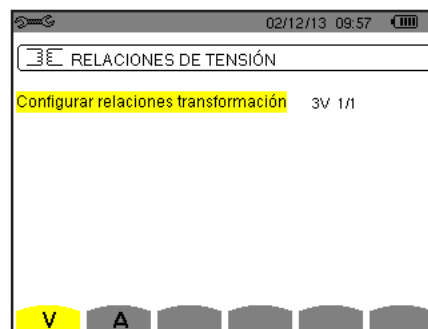 02/12/13 09:57
RELACIONES DE TENSIÓN
Configurar relaciones transformación 3V 1/1
V A